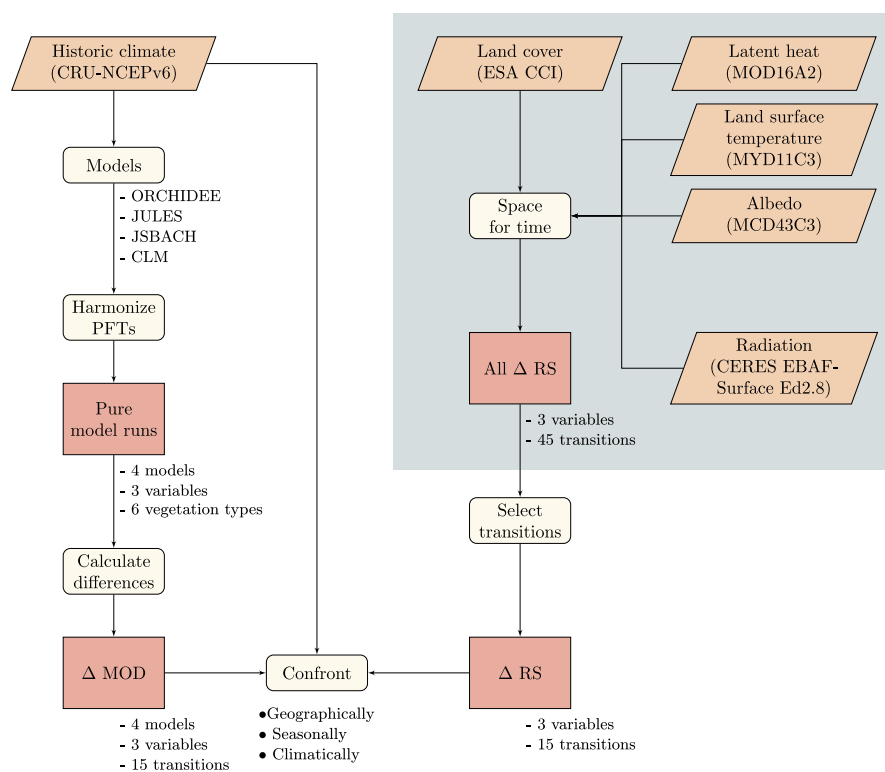 Historic climate
(CRU-NCEPv6)
Models
- ORCHIDEE
- JULES
- JSBACH
- CLM
Harmonize
PFTs
Pure
model runs
- 4 models
- 3 variables
- 6 vegetation types
Calculate
differences
Δ MOD
- 4 models
- 3 variables
- 15 transitions
Confront
●Geographically
● Seasonally
● Climatically
Land cover
(ESA CCI)
Space
for time
All Δ RS
- 3 variables
- 45 transitions
Select
transitions
Δ RS
- 3 variables
- 15 transitions
Latent heat
(MOD16A2)
Land surface
temperature
(MYD11C3)
Albedo
(MCD43C3)
Radiation
(CERES EBAF-
Surface Ed2.8)